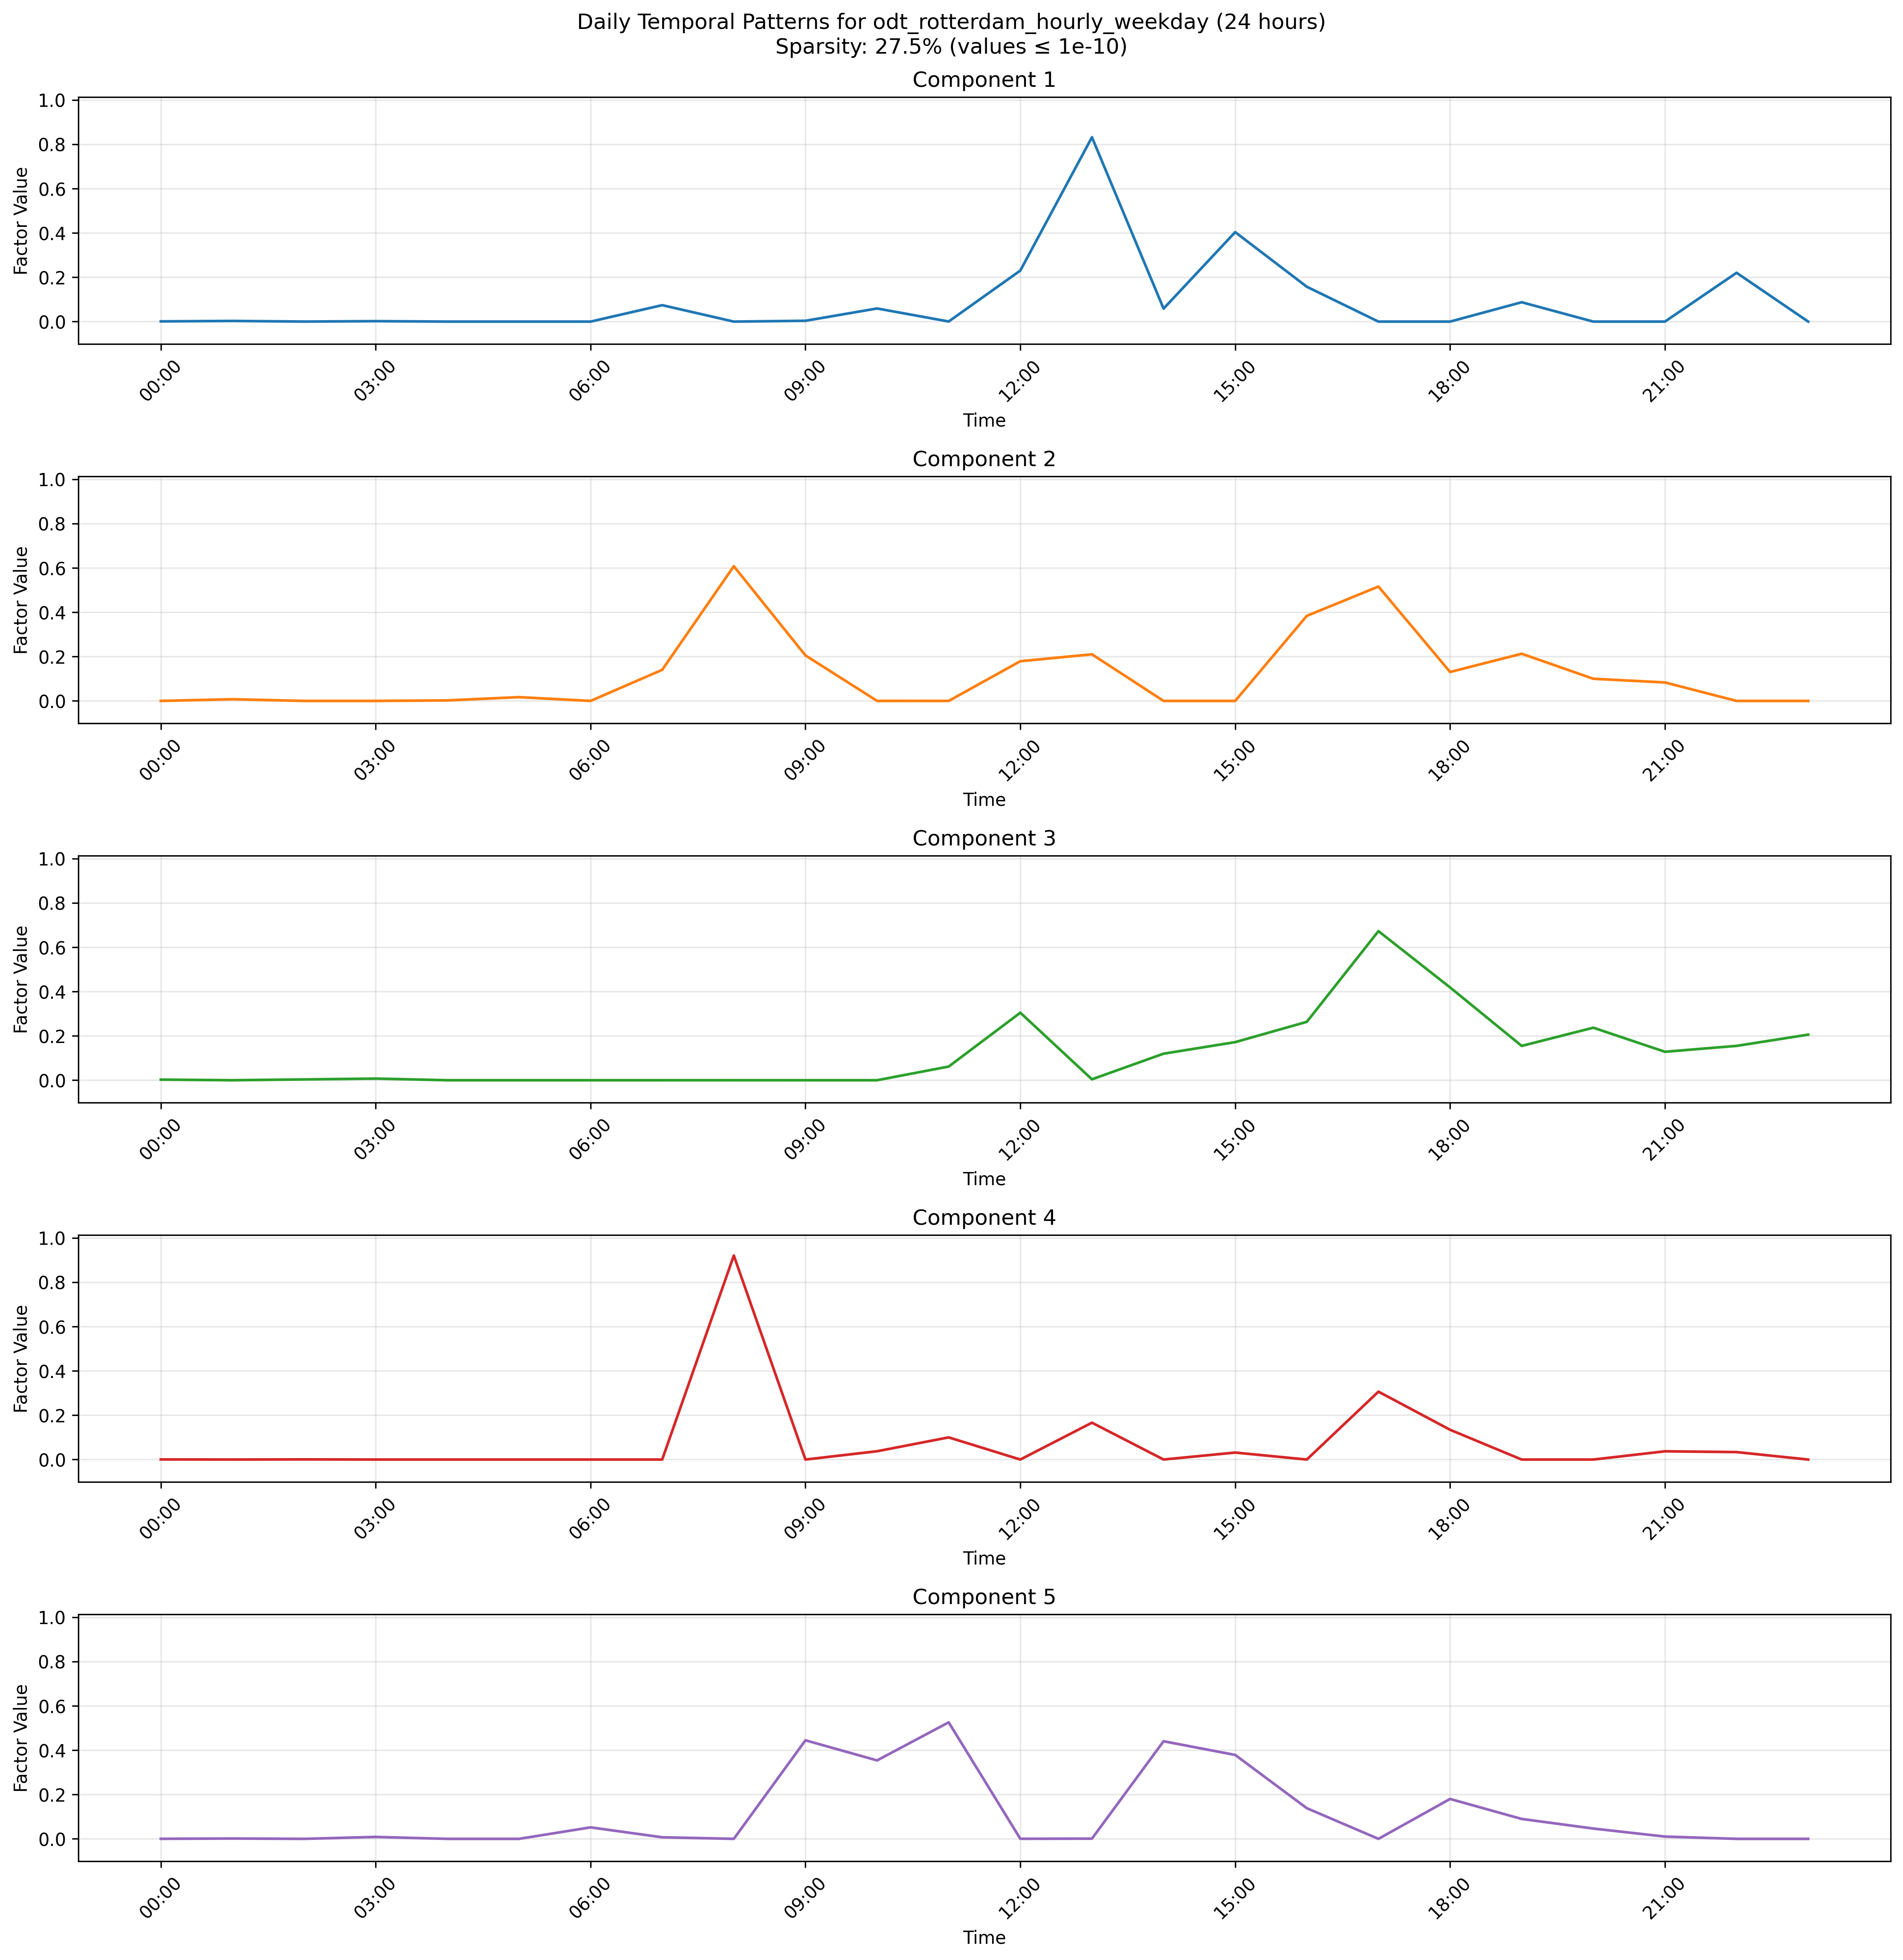 Daily Temporal Patterns for odt_rotterdam_hourly_weekday (24 hours)
Sparsity: 27.5% (values ≤ 1e-10)
Component 1
Factor Value
1.0
0.8
0.6
0.4
0.2
0.0
00:00 03:00 06:00 09:00 12:00 15:00 18:00 21:00
Time
Component 2
Factor Value
1.0
0.8
0.6
0.4
0.2
0.0
00:00 03:00 06:00 09:00 12:00 15:00 18:00 21:00
Time
Component 3
Factor Value
1.0
0.8
0.6
0.4
0.2
0.0
00:00 03:00 06:00 09:00 12:00 15:00 18:00 21:00
Time
Component 4
Factor Value
1.0
0.8
0.6
0.4
0.2
0.0
00:00 03:00 06:00 09:00 12:00 15:00 18:00 21:00
Time
Component 5
Factor Value
1.0
0.8
0.6
0.4
0.2
0.0
00:00 03:00 06:00 09:00 12:00 15:00 18:00 21:00
Time